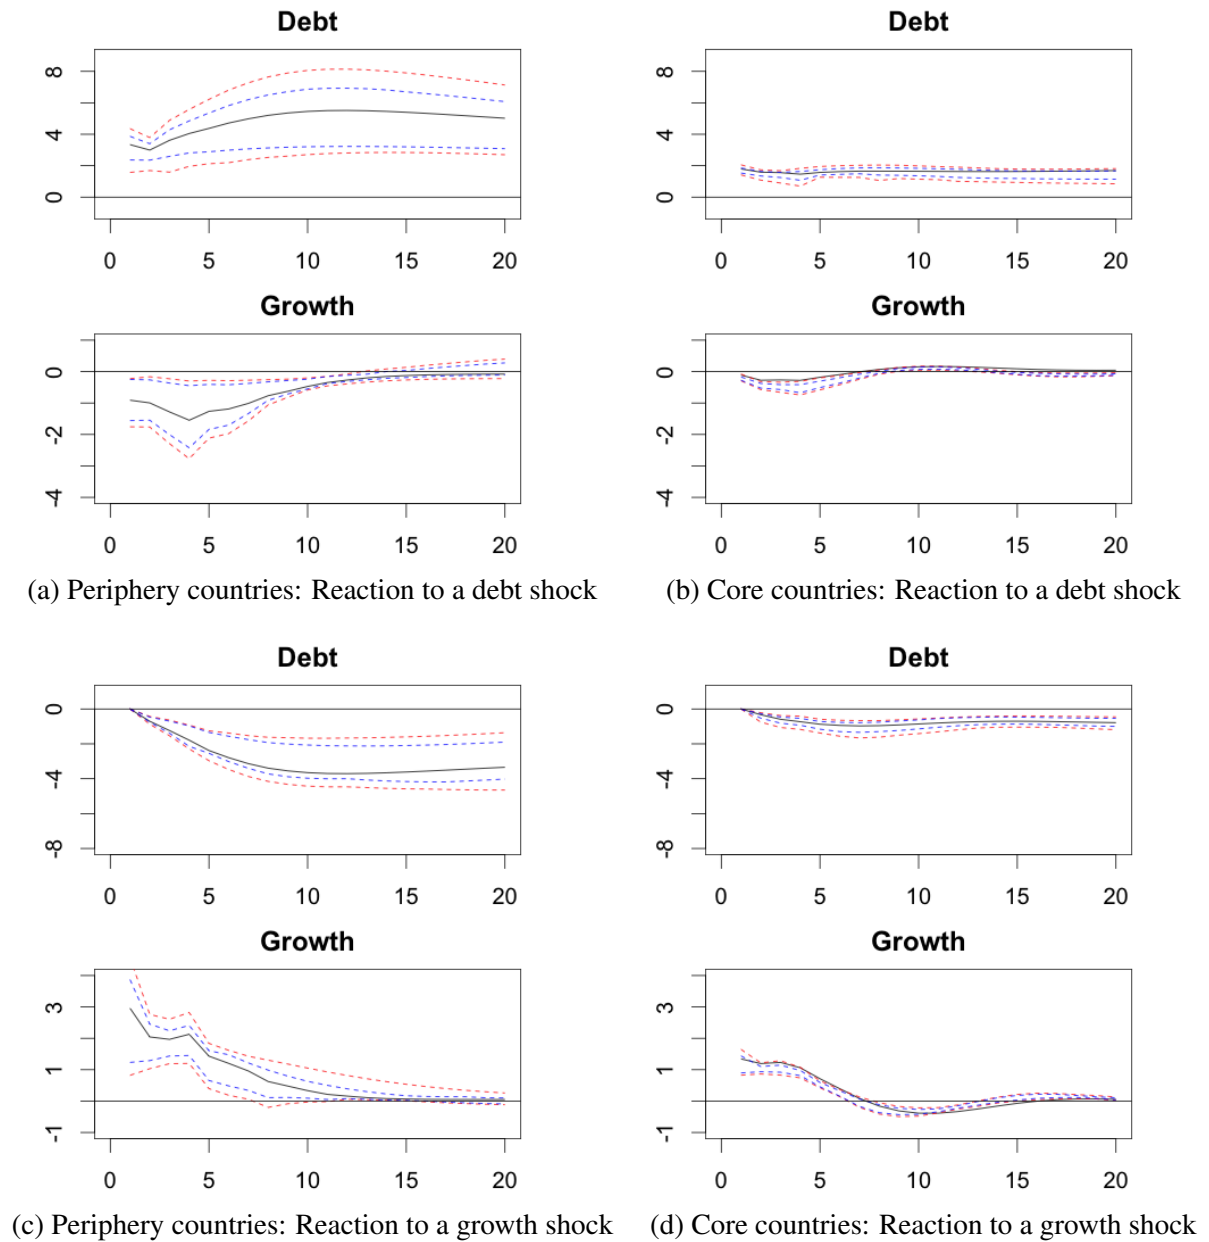 Debt
8
4
0
0 5 10 15 20
Growth
0
-2
-4
0 5 10 15 20
(a) Periphery countries: Reaction to a debt shock
Debt
8
4
0
0 5 10 15 20
Growth
0
-2
-4
0 5 10 15 20
(b) Core countries: Reaction to a debt shock
Debt
0
-4
-8
0 5 10 15 20
Growth
3
1
-1
0 5 10 15 20
(c) Periphery countries: Reaction to a growth shock
Debt
0
-4
-8
0 5 10 15 20
Growth
3
1
-1
0 5 10 15 20
(d) Core countries: Reaction to a growth shock